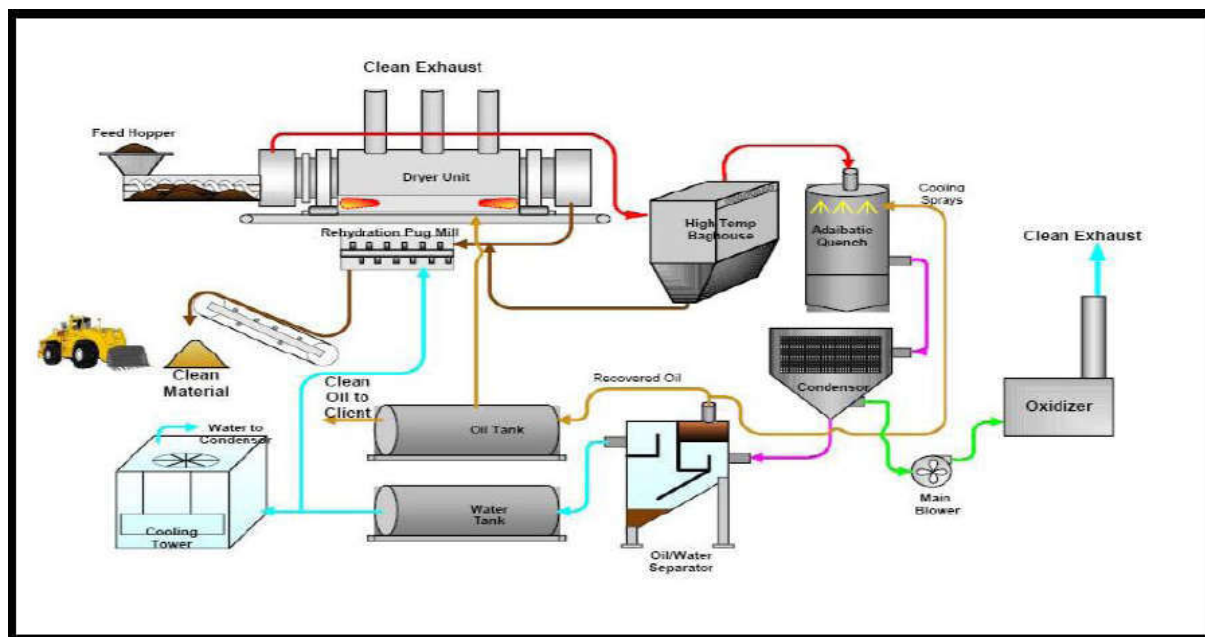 Clean Exhaust
Feed Hopper
Dryer Unit
Cooling
Sprays
Rehydration Pug Mill
High Temp
Baghouse
Adaibatic
Quench
Clean Exhaust
Clean
Material
Clean
Oil to
Client
Recovered Oil
Condensor
Oxidizer
Oil Tank
Water to
Condensor
Main
Blower
Water
Tank
Cooling
Tower
Oil/Water
Separator